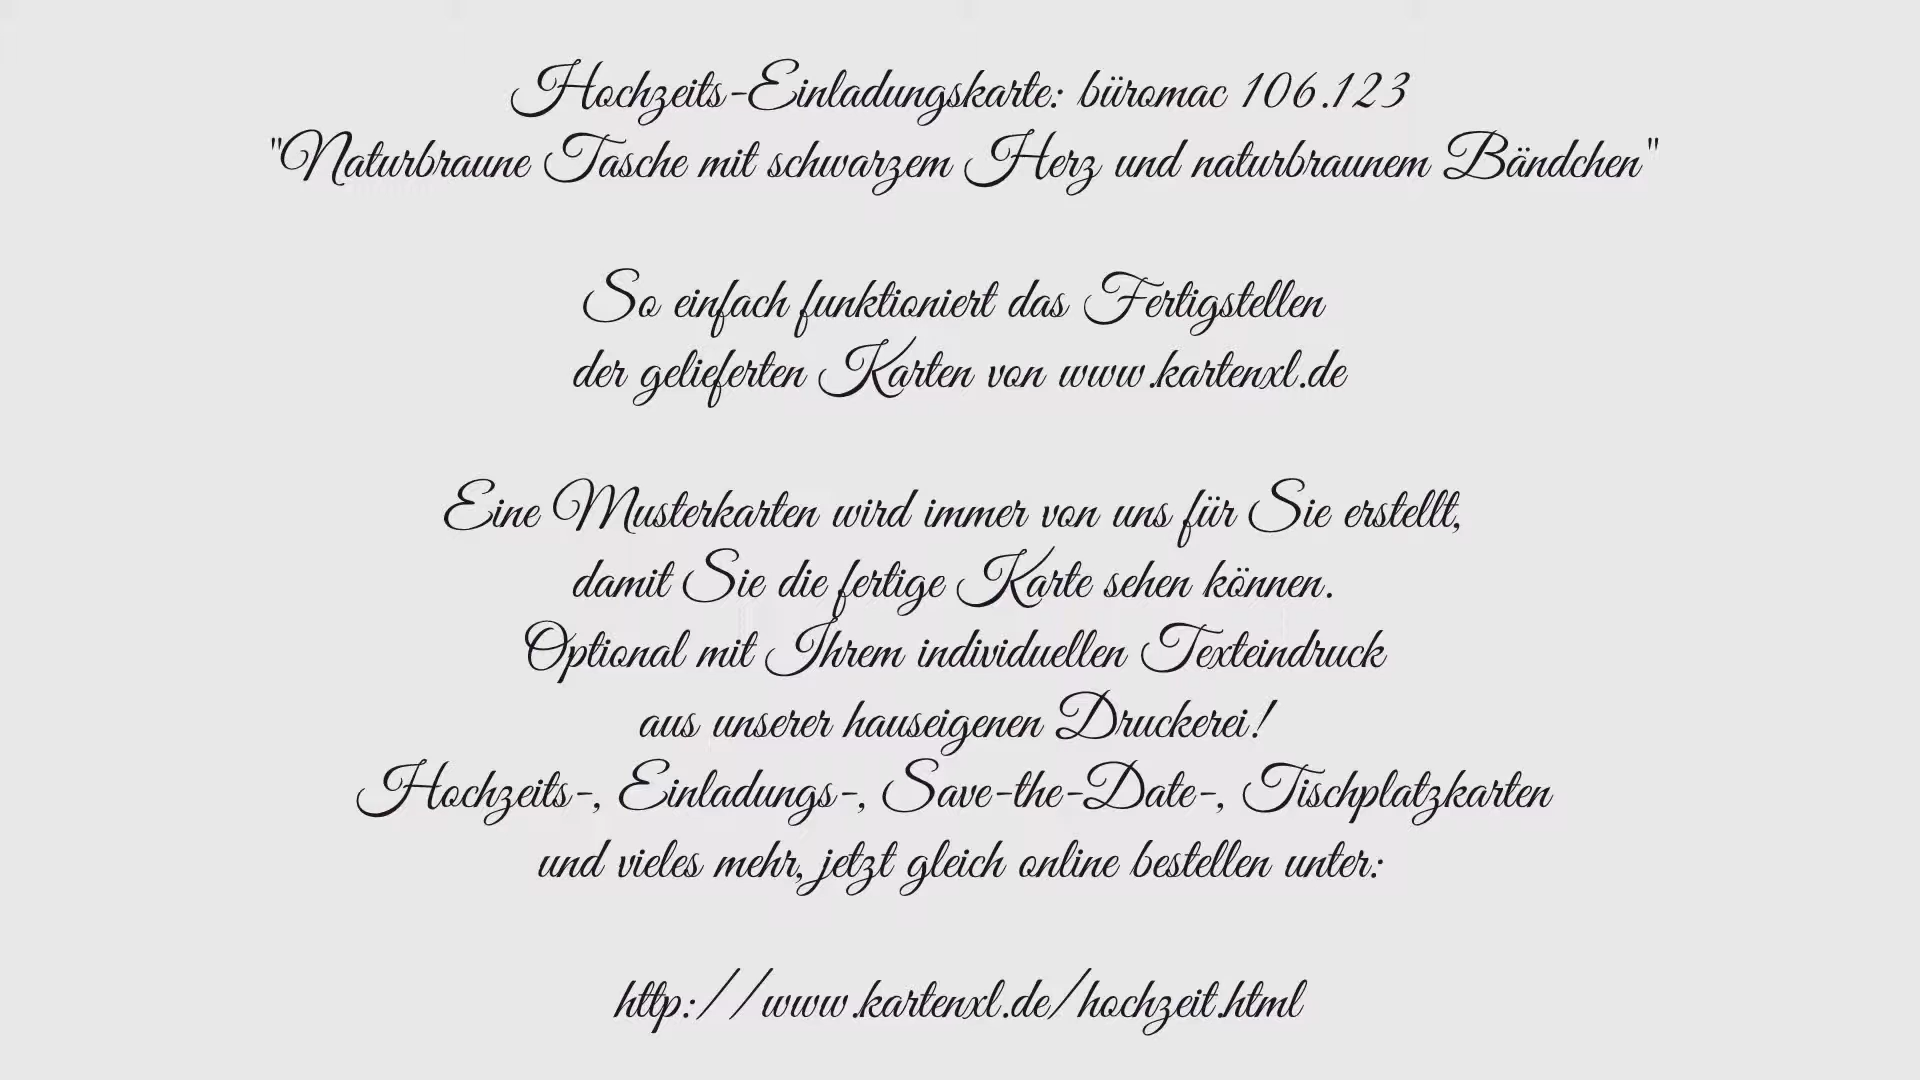 Hochzeits-Einladungskarte: büromac 106.123
"Naturbraune Tasche mit schwarzem Herz und naturbraunem Bändchen"
So einfach funktioniert das Fertigstellen
der gelieferten Karten von www.kartenxl.de
Eine Musterkarten wird immer von uns für Sie erstellt,
damit Sie die fertige Karte sehen können.
Optional mit Ihrem individuellen Texteindruck
aus unserer hauseigenen Druckerei!
Hochzeits-, Einladungs-, Save-the-Date-, Tischplatzkarten
und vieles mehr, jetzt gleich online bestellen unter:
http://www.kartenxl.de/hochzeit.html